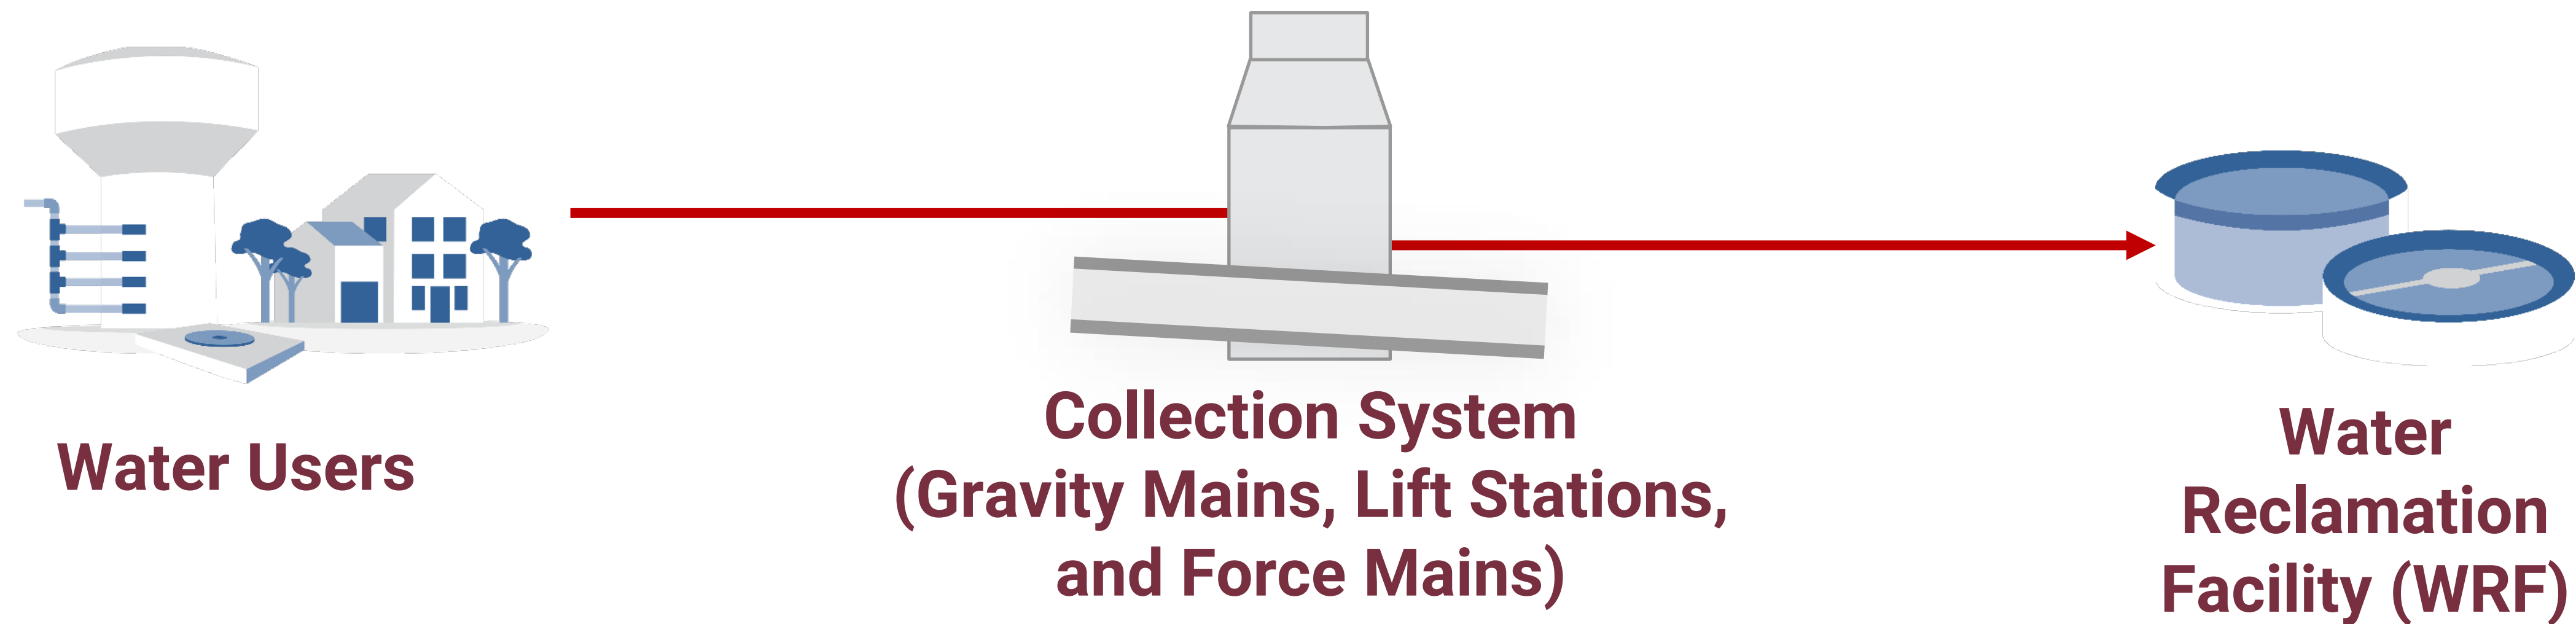 Water Users
Collection System
(Gravity Mains, Lift Stations,
and Force Mains)
Water
Reclamation
Facility (WRF)